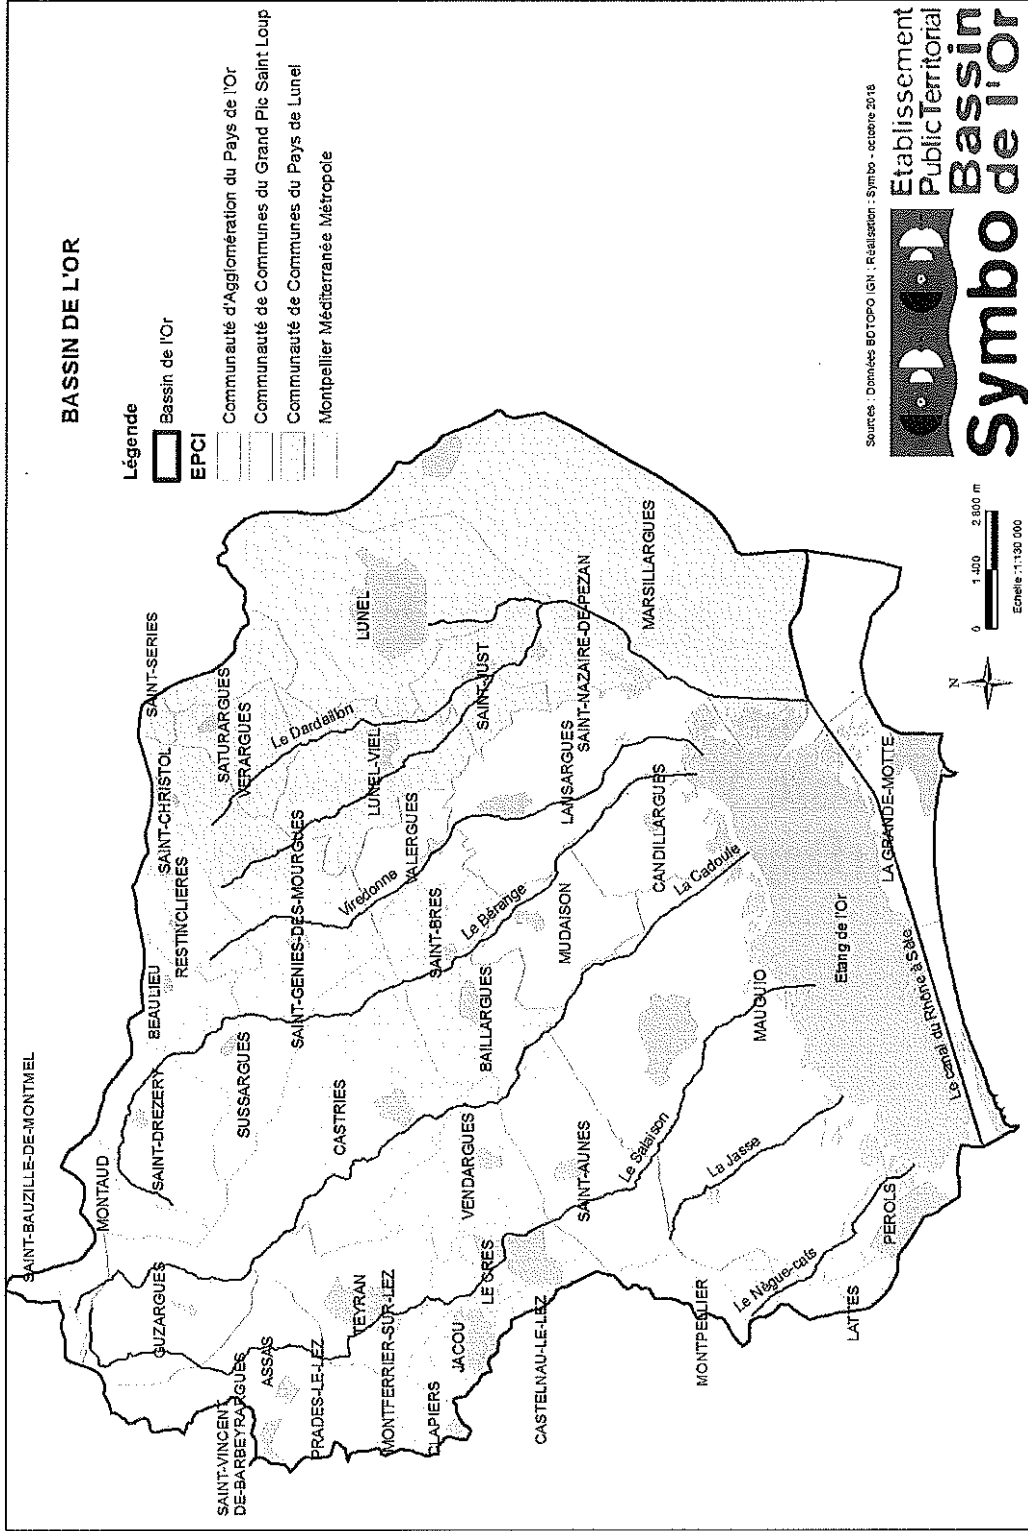 BASSIN DE L'OR
Légende
Bassin de l'Or
EPCI
Communauté d'Agglomération du Pays de l'Or
Communauté de Communes du Grand Pic Saint Loup
Communauté de Communes du Pays de Lunel
Montpellier Méditerranée Métropole
SAINT-BAUZILLE-DE-MONTMEL
MONTAUD
SAINT-DREZERY
BEAULIEU
RESTINCLIERES
SAINT-CHRISTOL
SAINT-SERIES
GUZARGUES
SUSSARGUES
SATURARGUES
VERARGUES
SAINT-VINCENT
DE-BARBEYRARGUES
ASSAS
SAINT-GENIES-DES-MOURGUES
Le Dardaillon
PRADES-LE-LEZ
TEYRAN
CASTRIES
Viredonne
LUNEL-VIEL
LUNEL
MONTFERRIER-SUR-LEZ
VALERGUES
CLAPIERS
JACOU
LE CRES
VENDARGUES
BAILLARGUES
SAINT-BRES
Le Bérange
SAINT-JUST
CASTELNAU-LE-LEZ
SAINT-AUNES
MUDAISON
LANSARGUES
SAINT-NAZAIRE-DE-PEZAN
Le Salaison
CANDILLARGUES
MARSILLARGUES
La Cadoule
MONTPELLIER
La Jasse
MAUGUIO
Le Nègue-cats
LATTES
PEROLS
Etang de l'Or
LA GRANDE-MOTTE
Le canal du Rhône à Sète
N
0 1 400 2 800 m
Echelle : 1:130 000
Sources : Données BDTOPO IGN ; Réalisation : Symbo - octobre 2018
Etablissement
Public Territorial
Symbo Bassin
de l'Or